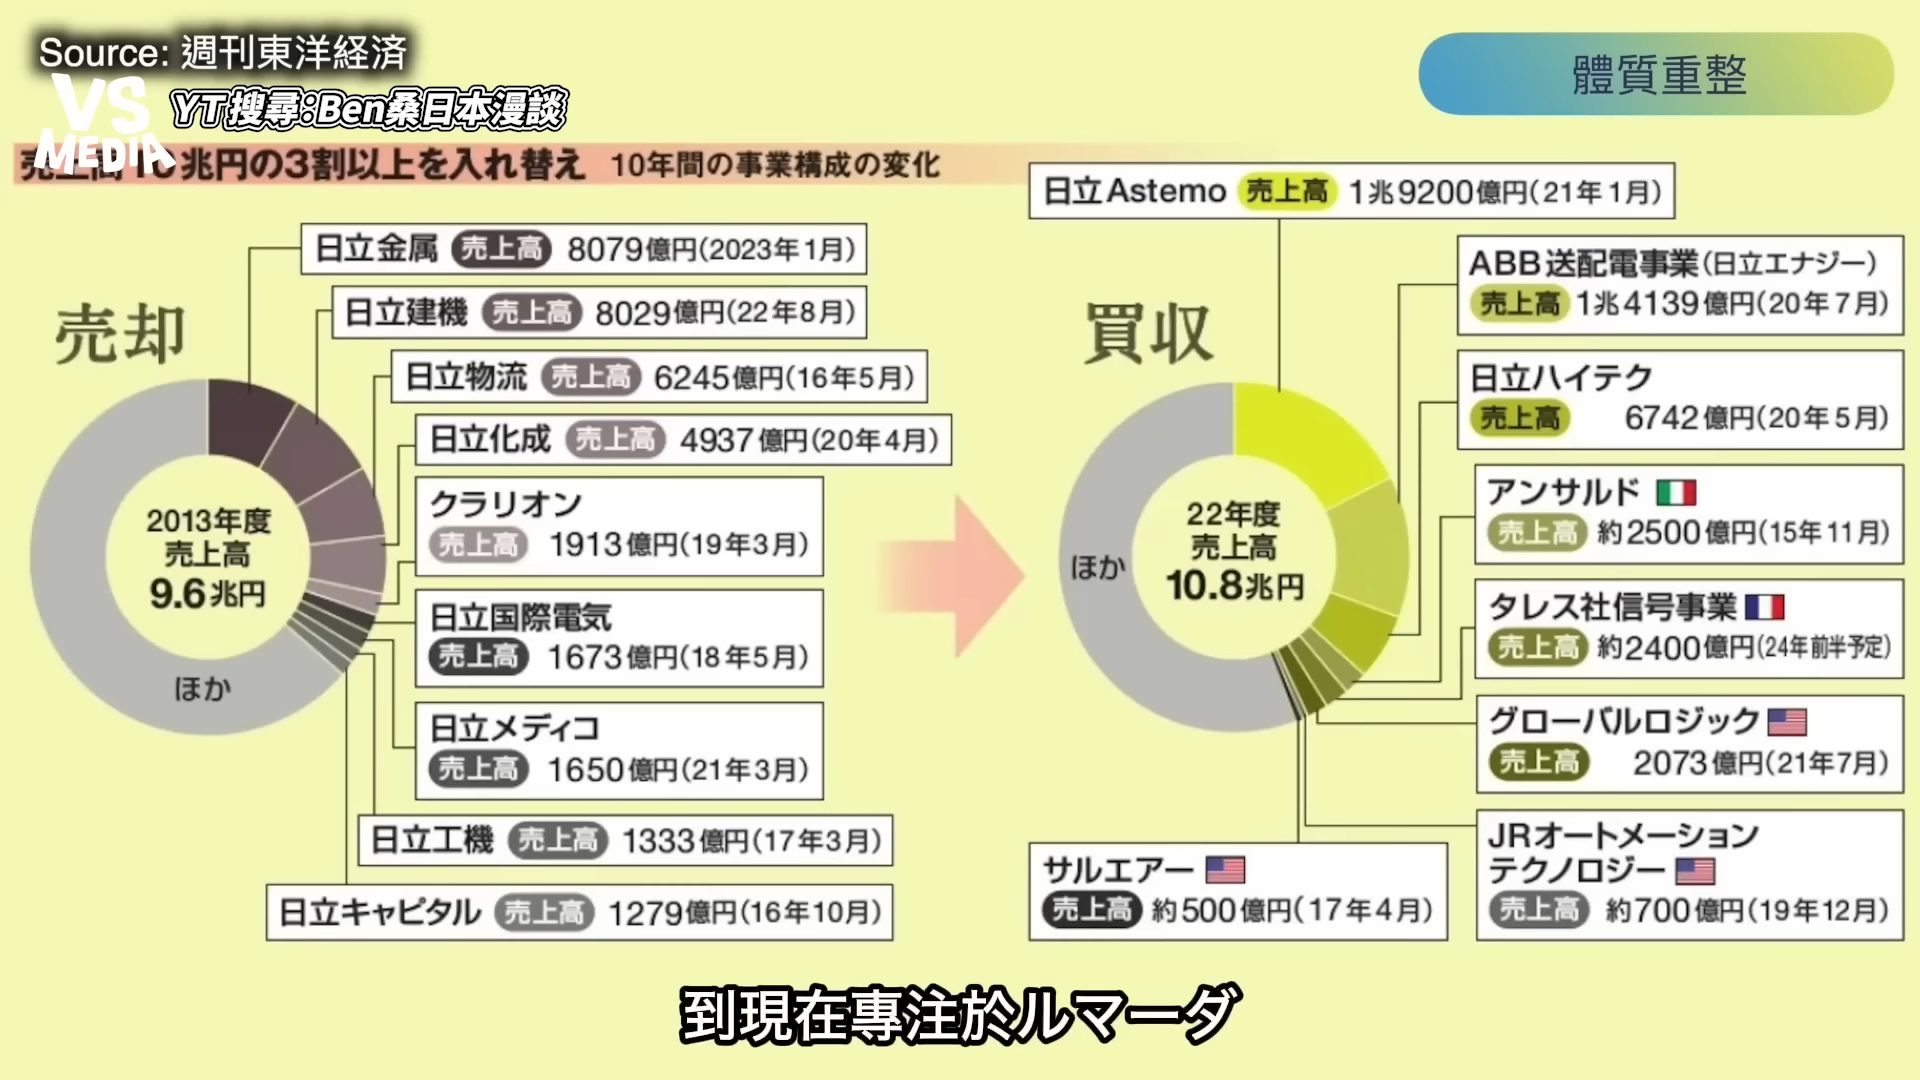 Source: 週刊東洋経済
體質重整
VS
MEDIA
YT搜尋:Ben桑日本漫談
売上高10兆円の3割以上を入れ替え 10年間の事業構成の変化
売却
日立金属 売上高 8079億円(2023年1月)
日立建機 売上高 8029億円(22年8月)
日立物流 売上高 6245億円(16年5月)
日立化成 売上高 4937億円(20年4月)
クラリオン
売上高 1913億円(19年3月)
日立国際電気
売上高 1673億円(18年5月)
日立メディコ
売上高 1650億円(21年3月)
日立工機 売上高 1333億円(17年3月)
日立キャピタル 売上高 1279億円(16年10月)
2013年度
売上高
9.6兆円
ほか
買収
日立Astemo 売上高 1兆9200億円(21年1月)
ABB送配電事業(日立エナジー)
売上高 1兆4139億円(20年7月)
日立ハイテク
売上高 6742億円(20年5月)
アンサルド
売上高 約2500億円(15年11月)
タレス社信号事業
売上高 約2400億円(24年前半予定)
グローバルロジック
売上高 2073億円(21年7月)
JRオートメーション
テクノロジー
売上高 約700億円(19年12月)
サルエアー
売上高 約500億円(17年4月)
22年度
売上高
10.8兆円
ほか
到現在專注於ルマーダ